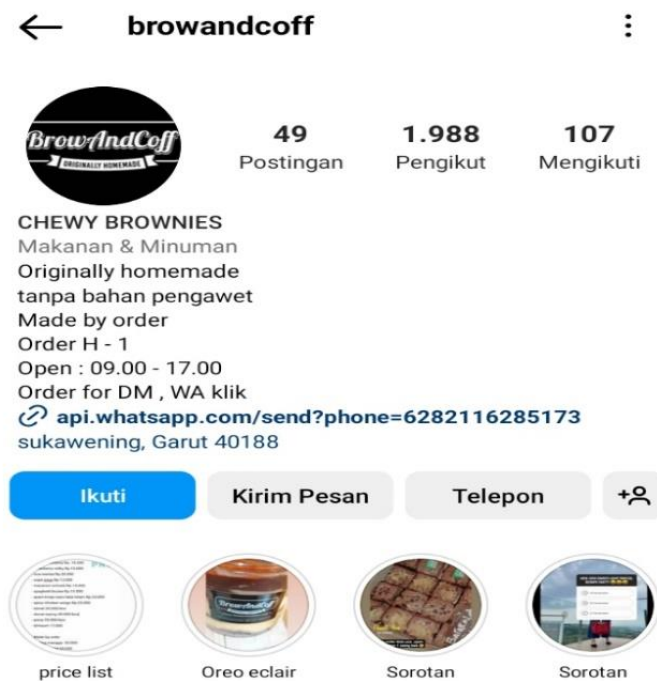 browandcoff
BrowAndCoff
ORIGINALLY HOMEMADE
49
Postingan
1.988
Pengikut
107
Mengikuti
CHEWY BROWNIES
Makanan & Minuman
Originally homemade
tanpa bahan pengawet
Made by order
Order H - 1
Open : 09.00 - 17.00
Order for DM , WA klik
api.whatsapp.com/send?phone=6282116285173
sukawening, Garut 40188
Ikuti
Kirim Pesan
Telepon
BrowAndCoff
price list
Oreo eclair
Sorotan
Sorotan